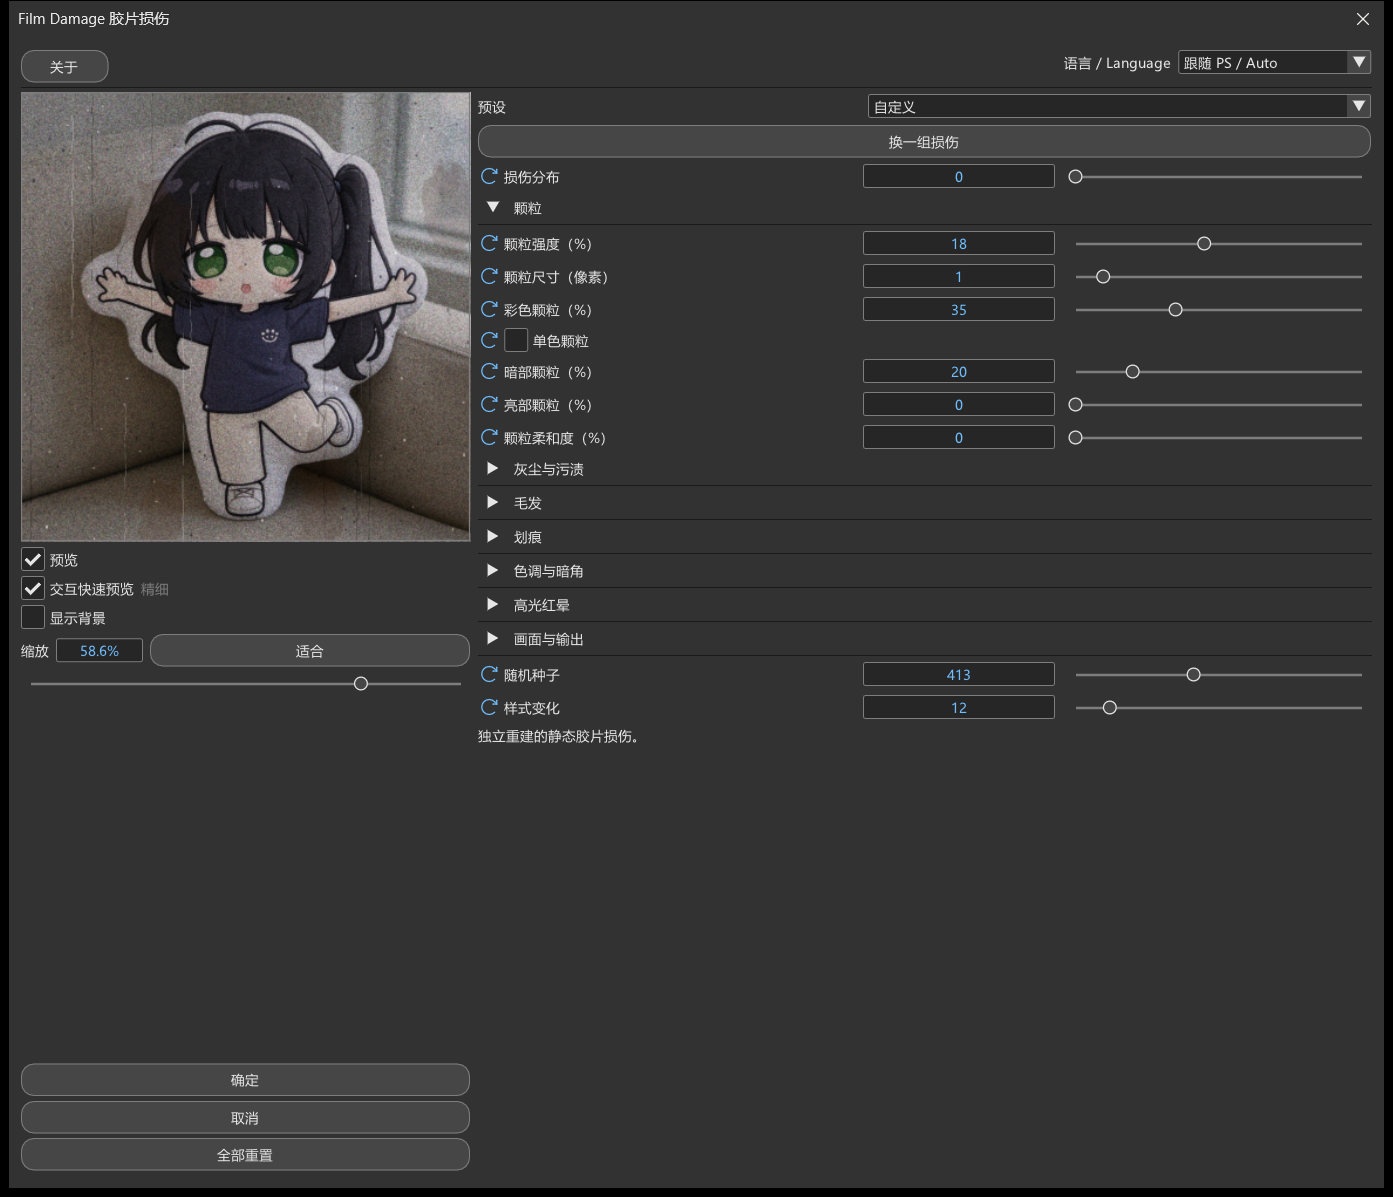 Film Damage 胶片损伤
关于
语言 / Language 跟随 PS / Auto
预设 自定义
换一组损伤
损伤分布 0
颗粒
颗粒强度（%） 18
颗粒尺寸（像素） 1
彩色颗粒（%） 35
单色颗粒
暗部颗粒（%） 20
亮部颗粒（%） 0
颗粒柔和度（%） 0
灰尘与污渍
毛发
划痕
色调与暗角
高光红晕
画面与输出
随机种子 413
样式变化 12
独立重建的静态胶片损伤。
预览
交互快速预览 精细
显示背景
缩放 58.6% 适合
确定
取消
全部重置